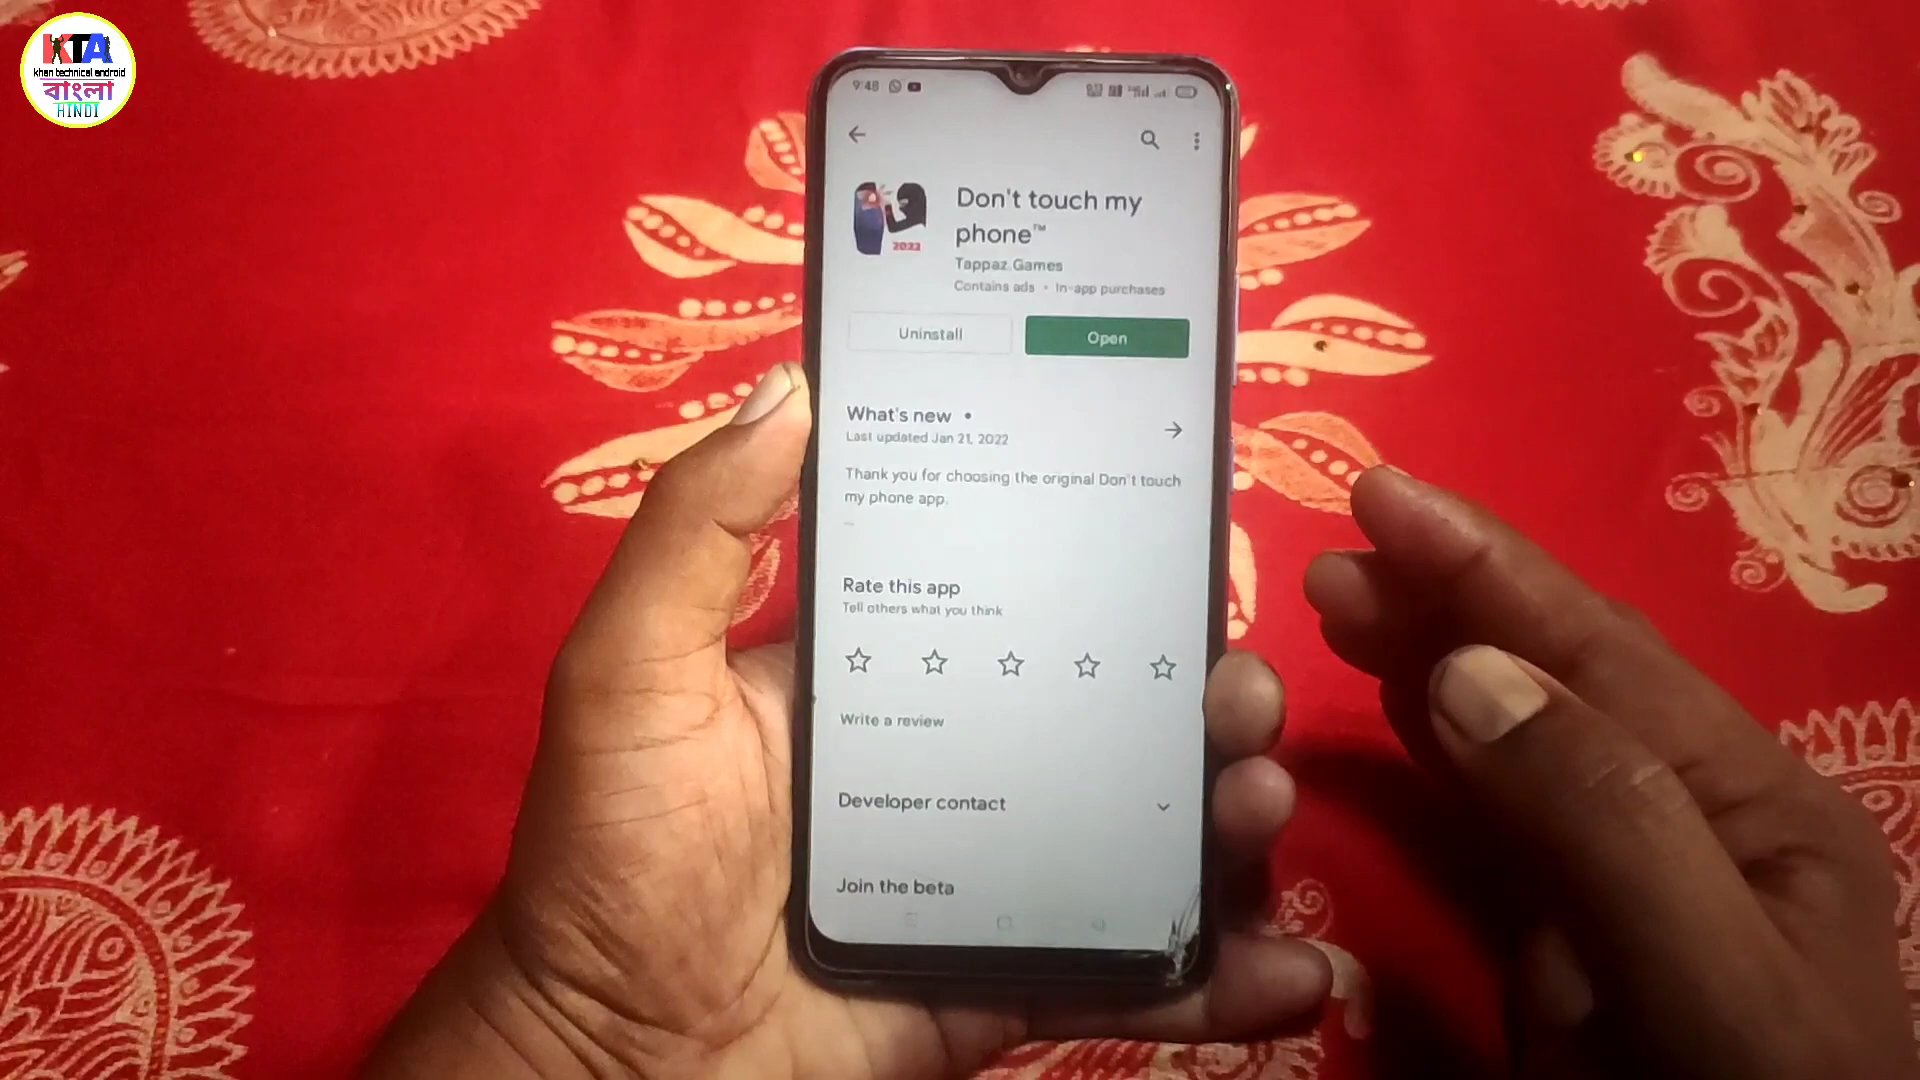 KTA
khan technical android
বাংলা
HINDI
9:48
Don't touch my
phone™
2022
Tappaz Games
Contains ads • In-app purchases
Uninstall
Open
What's new •
Last updated Jan 21, 2022
Thank you for choosing the original Don't touch
my phone app.
Rate this app
Tell others what you think
Write a review
Developer contact
Join the beta